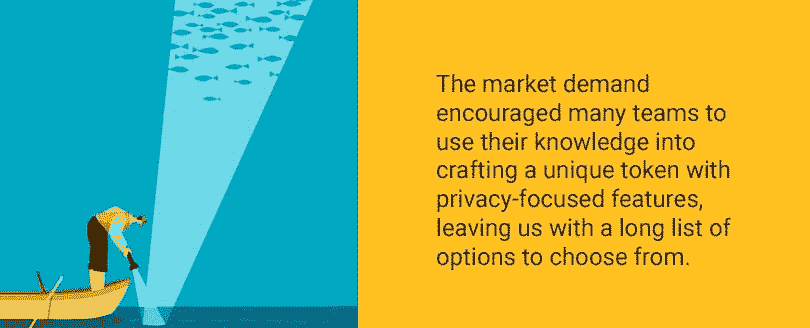 The market demand
encouraged many teams to
use their knowledge into
crafting a unique token with
privacy-focused features,
leaving us with a long list of
options to choose from.